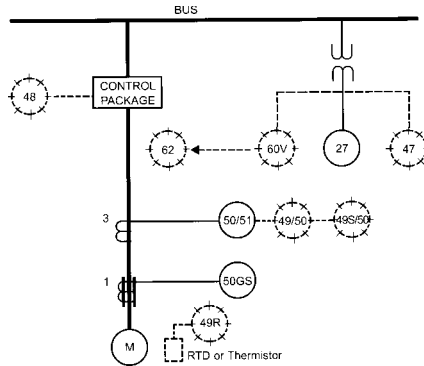 BUS
48
CONTROL
PACKAGE
62
60V
27
47
3
50/51
49/50
49S/50
1
50GS
49R
M
RTD or Thermistor